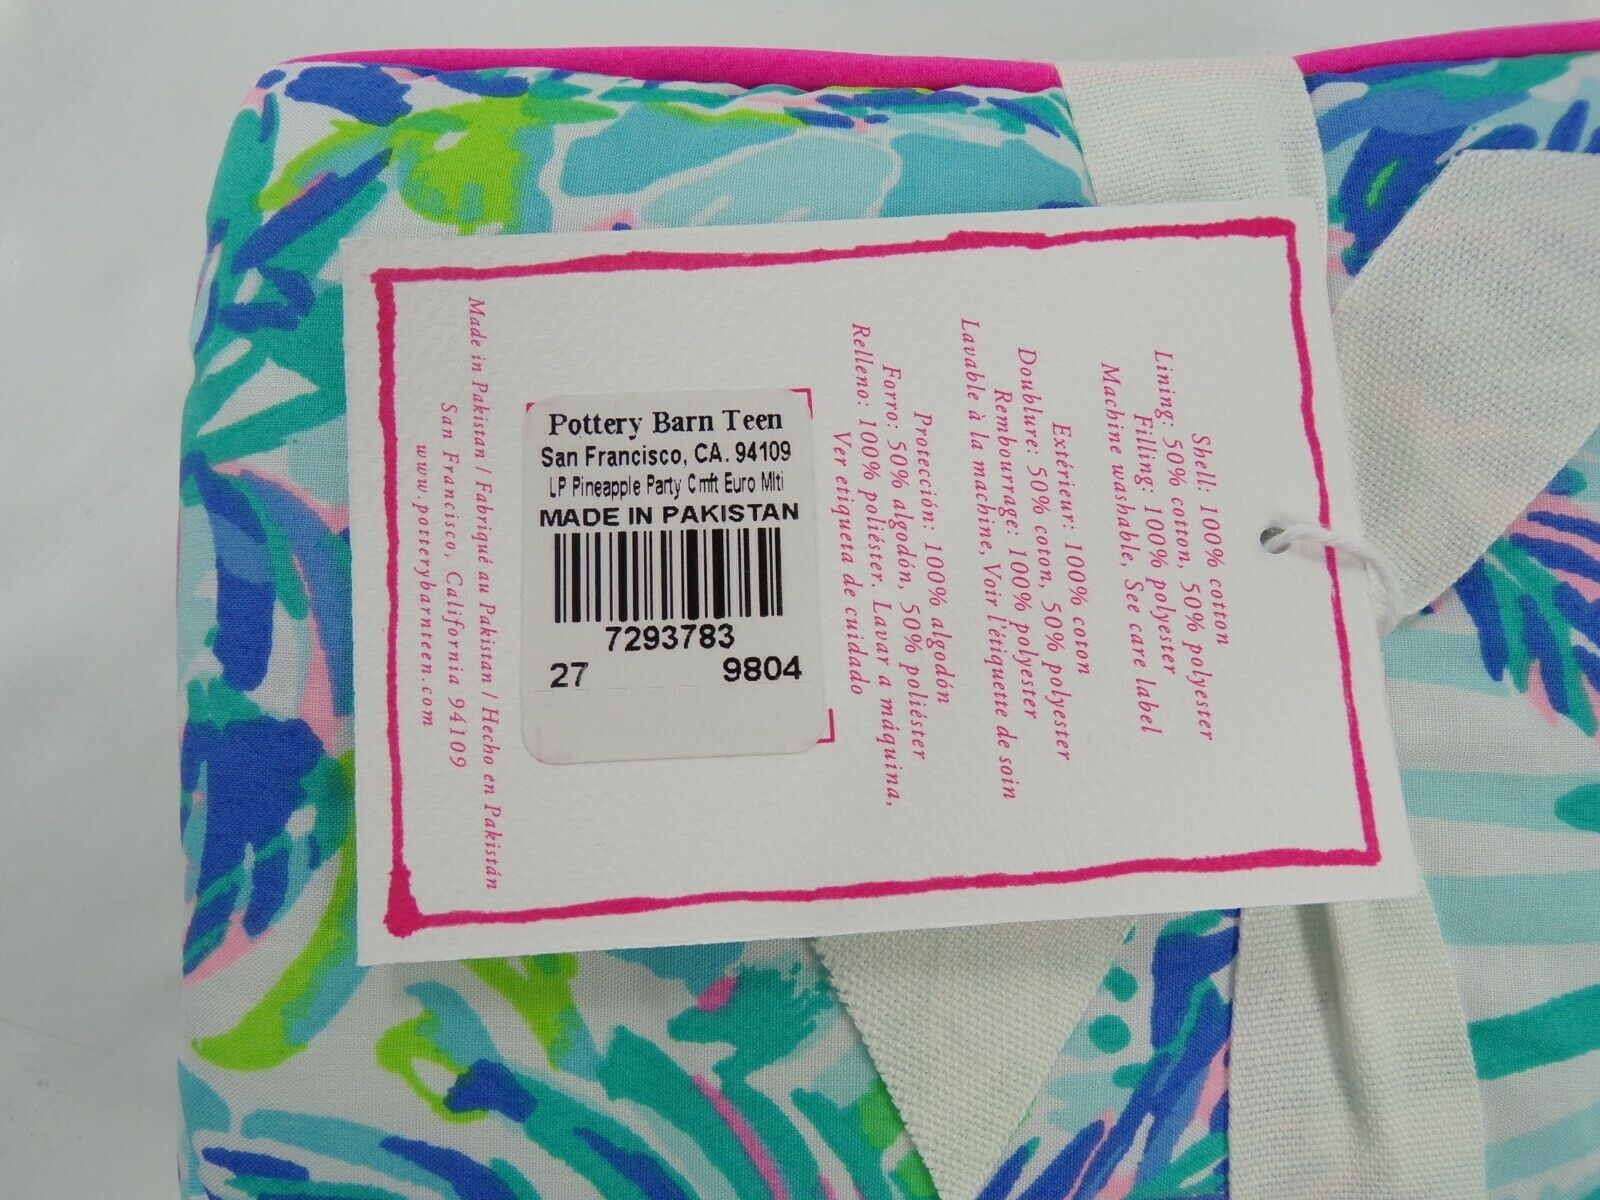 Shell: 100% cotton
Lining: 50% cotton, 50% polyester
Filling: 100% polyester
Machine washable, See care label
Extérieur: 100% coton
Doublure: 50% coton, 50% polyester
Rembourrage: 100% polyester
Lavable à la machine, Voir l'étiquette de soin
Protección: 100% algodón
Forro: 50% algodón, 50% poliéster
Relleno: 100% poliéster, Lavar a máquina,
Ver etiqueta de cuidado
Pottery Barn Teen
San Francisco, CA. 94109
LP Pineapple Party Cmft Euro Mlti
MADE IN PAKISTAN
7293783
27 9804
Made in Pakistan / Fabriqué au Pakistan / Hecho en Pakistán
San Francisco, California 94109
www.potterybarnteen.com